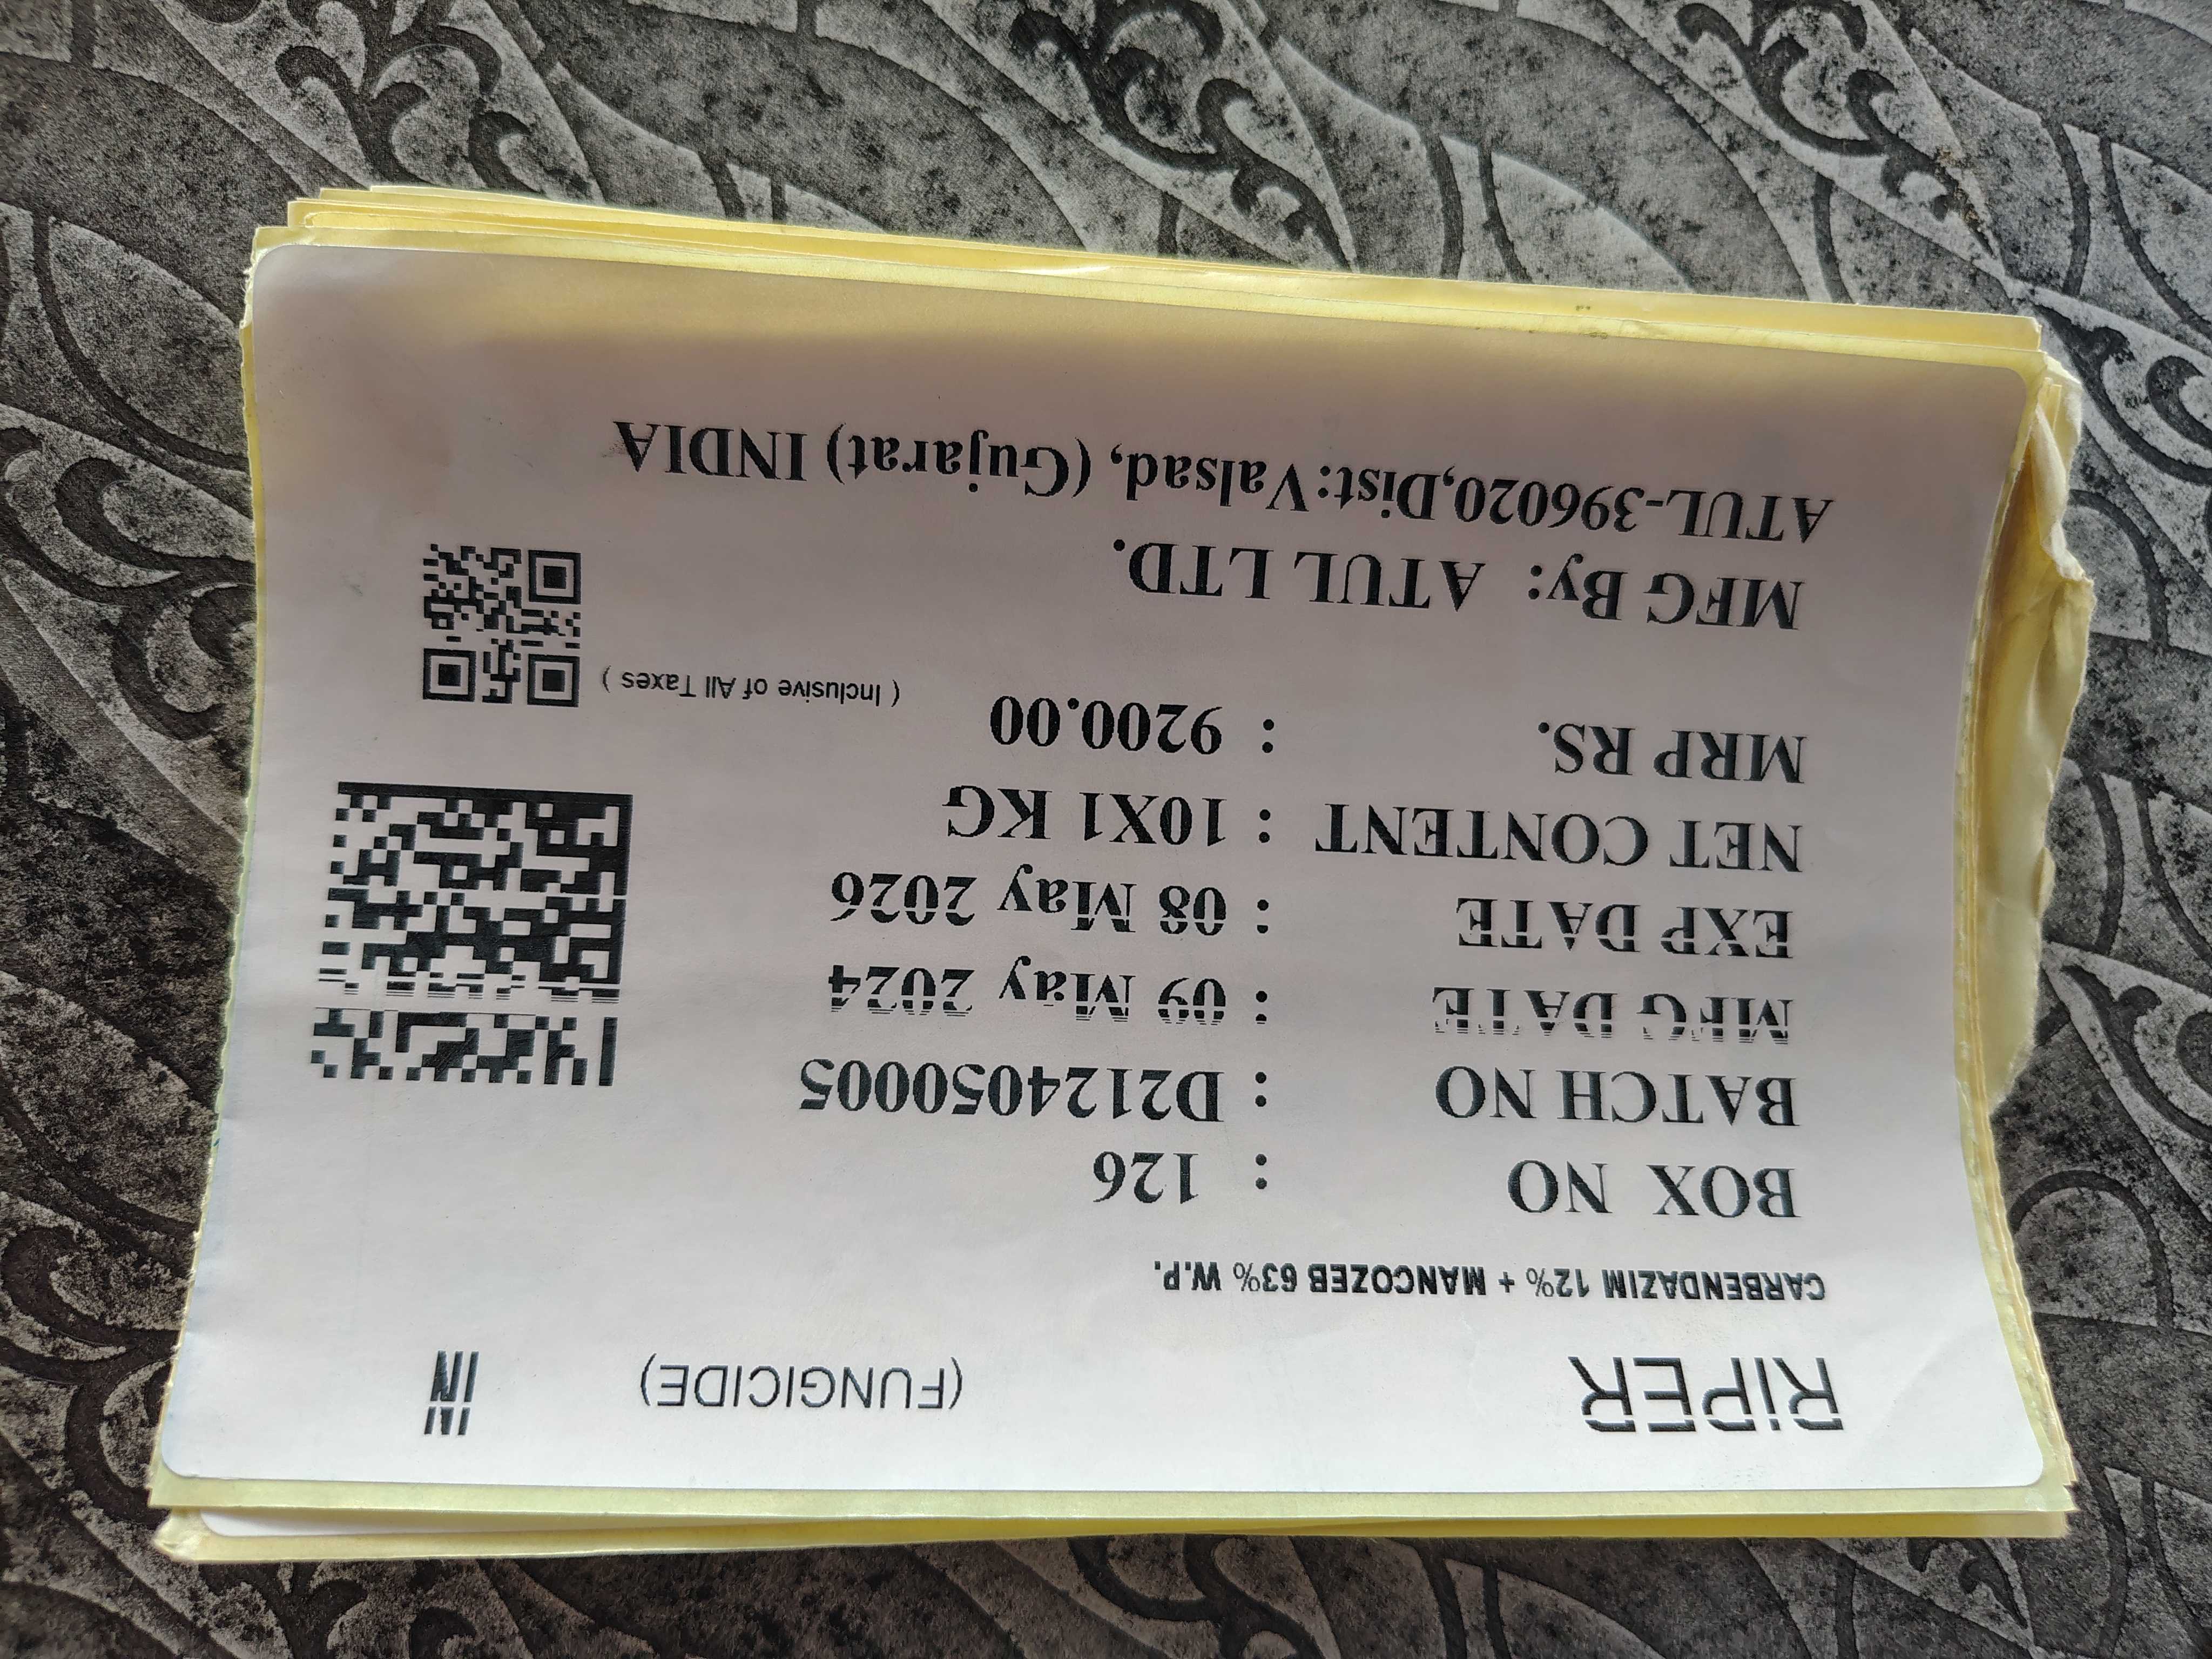 RiPER (FUNGICIDE) IN
CARBENDAZIM 12% + MANCOZEB 63% W.P.
BOX NO : 126
BATCH NO : D2124050005
MFG DATE : 09 May 2024
EXP DATE : 08 May 2026
NET CONTENT : 10X1 KG
MRP RS. : 9200.00 ( Inclusive of All Taxes )
MFG By: ATUL LTD.
ATUL-396020,Dist:Valsad, (Gujarat) INDIA